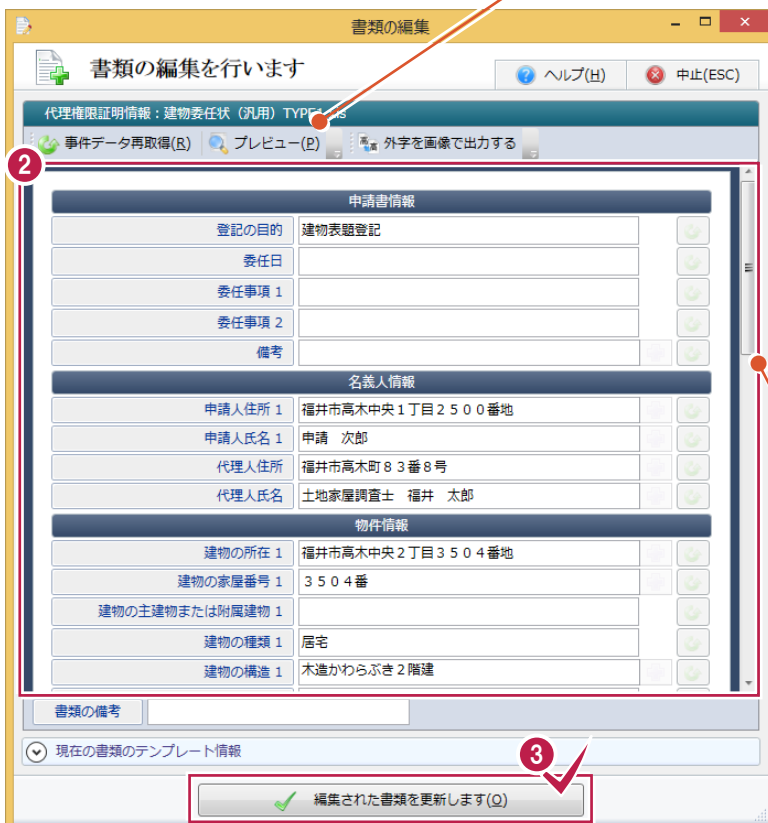 書類の編集
書類の編集を行います
ヘルプ(H)
中止(ESC)
代理権限証明情報：建物委任状（汎用）TYPE1
事件データ再取得(R)
プレビュー(P)
外字を画像で出力する
2
申請書情報
登記の目的 建物表題登記
委任日
委任事項 1
委任事項 2
備考
名義人情報
申請人住所 1 福井市高木中央１丁目２５００番地
申請人氏名 1 申請　次郎
代理人住所 福井市高木町８３番８号
代理人氏名 土地家屋調査士　福井　太郎
物件情報
建物の所在 1 福井市高木中央２丁目３５０４番地
建物の家屋番号 1 ３５０４番
建物の主建物または附属建物 1
建物の種類 1 居宅
建物の構造 1 木造かわらぶき２階建
書類の備考
現在の書類のテンプレート情報
3
編集された書類を更新します(O)